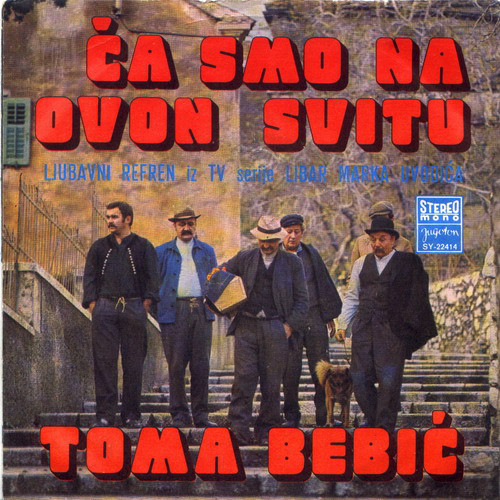 ČA SMO NA
OVON SVITU
LJUBAVNI REFREN iz TV serije LIBAR MARKA UVODIĆA
STEREO
mono
Jugoton
SY-22414
TOMA BEBIĆ